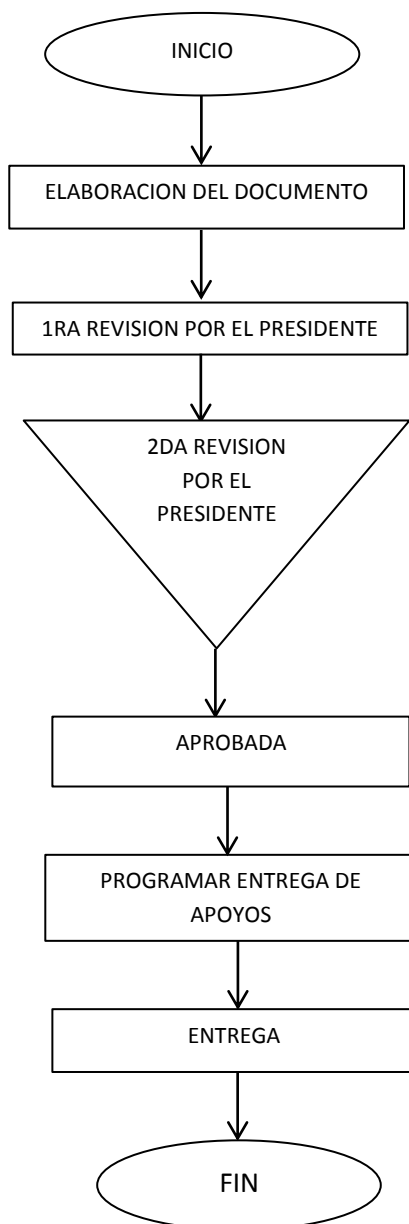 INICIO
ELABORACION DEL DOCUMENTO
1RA REVISION POR EL PRESIDENTE
2DA REVISION
POR EL
PRESIDENTE
APROBADA
PROGRAMAR ENTREGA DE
APOYOS
ENTREGA
FIN